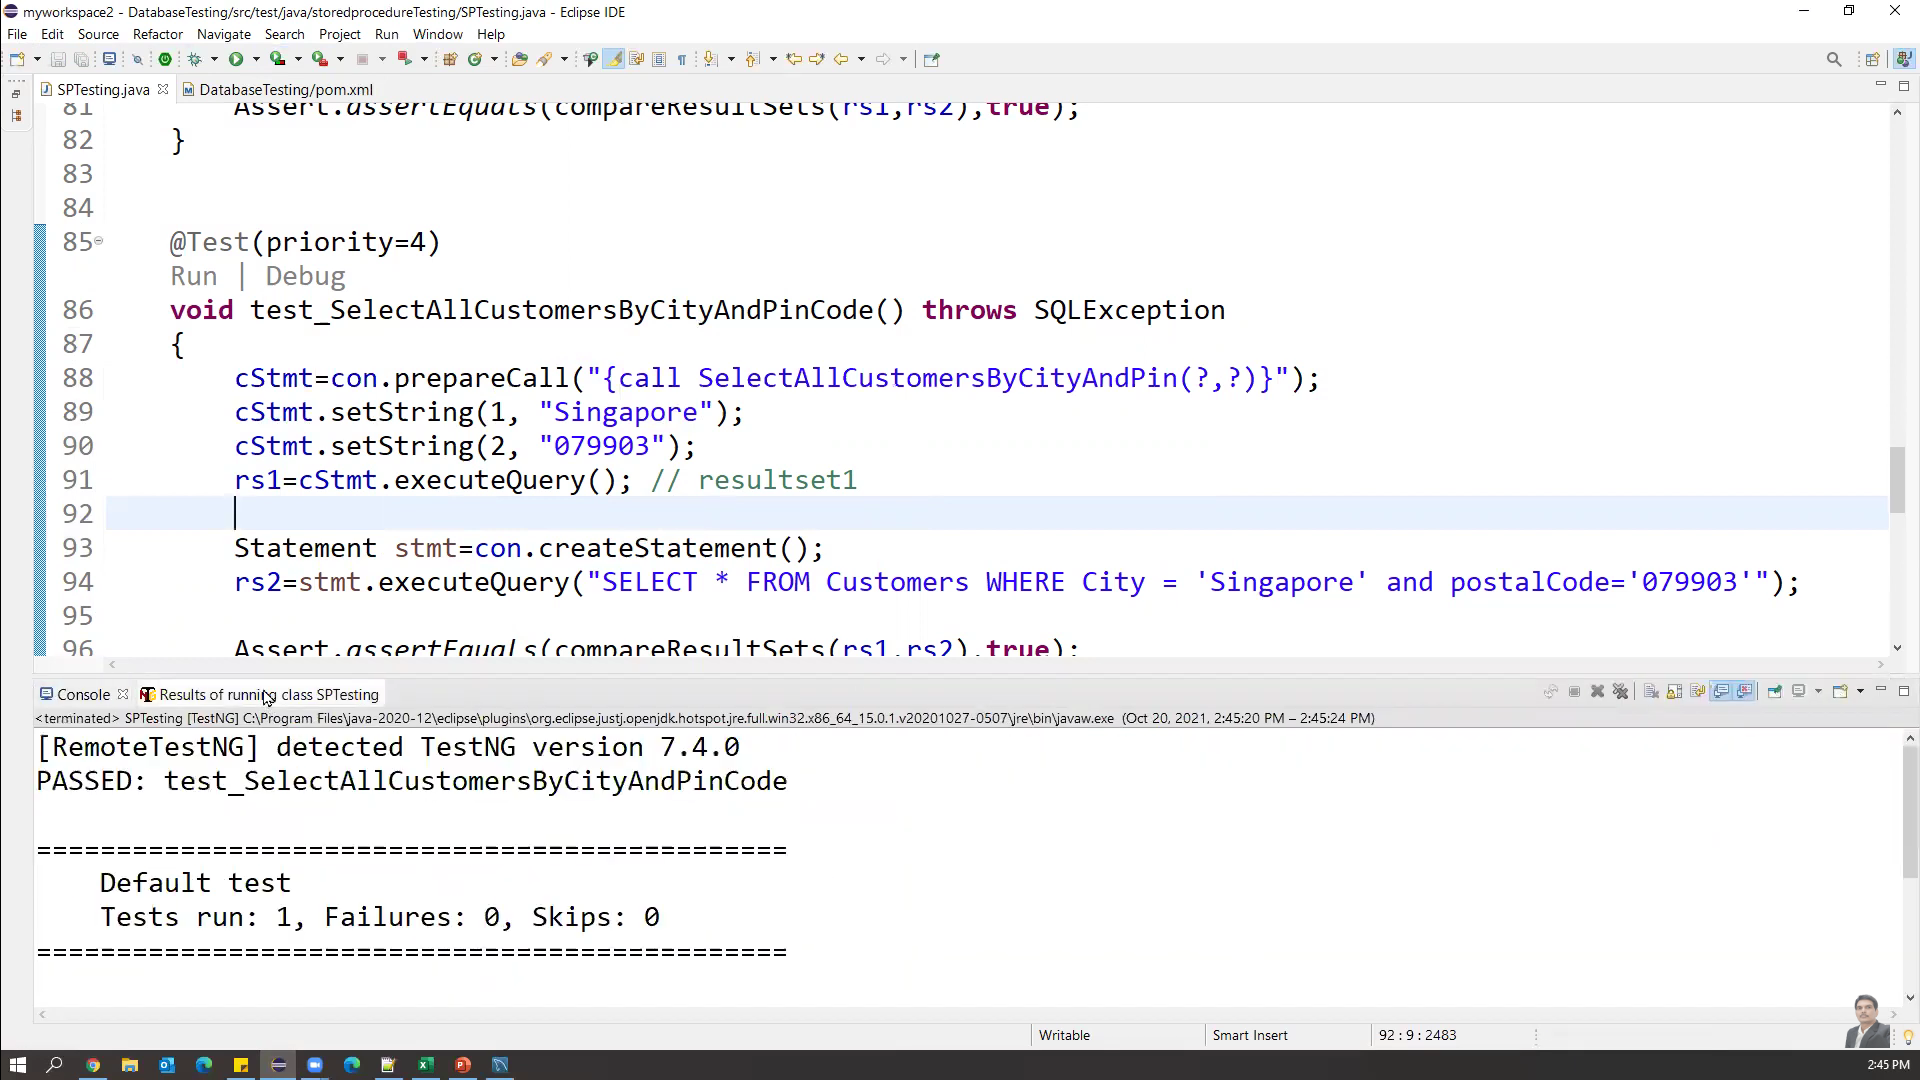 myworkspace2 - DatabaseTesting/src/test/java/storedprocedureTesting/SPTesting.java - Eclipse IDE
File Edit Source Refactor Navigate Search Project Run Window Help
SPTesting.java DatabaseTesting/pom.xml
81 Assert.assertEquals(compareResultSets(rs1,rs2),true);
82 }
83
84
85 @Test(priority=4)
Run | Debug
86 void test_SelectAllCustomersByCityAndPinCode() throws SQLException
87 {
88 cStmt=con.prepareCall("{call SelectAllCustomersByCityAndPin(?,?)}");
89 cStmt.setString(1, "Singapore");
90 cStmt.setString(2, "079903");
91 rs1=cStmt.executeQuery(); // resultset1
92
93 Statement stmt=con.createStatement();
94 rs2=stmt.executeQuery("SELECT * FROM Customers WHERE City = 'Singapore' and postalCode='079903'");
95
96 Assert.assertEquals(compareResultSets(rs1,rs2),true);
Console Results of running class SPTesting
<terminated> SPTesting [TestNG] C:\Program Files\java-2020-12\eclipse\plugins\org.eclipse.justj.openjdk.hotspot.jre.full.win32.x86_64_15.0.1.v20201027-0507\jre\bin\javaw.exe (Oct 20, 2021, 2:45:20 PM – 2:45:24 PM)
[RemoteTestNG] detected TestNG version 7.4.0
PASSED: test_SelectAllCustomersByCityAndPinCode
===============================================
Default test
Tests run: 1, Failures: 0, Skips: 0
===============================================
Writable Smart Insert 92 : 9 : 2483
2:45 PM